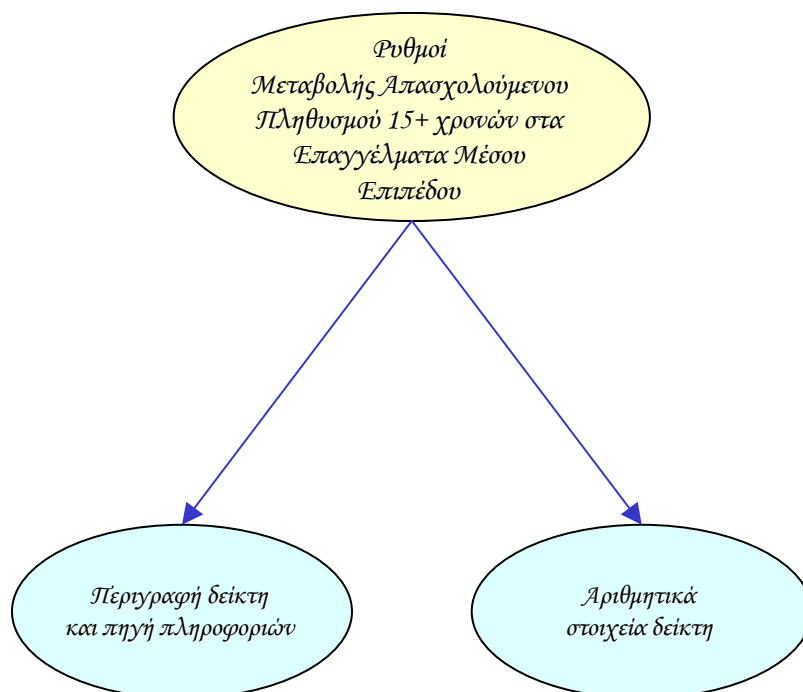 Ρυθμοί
Μεταβολής Απασχολούμενου
Πληθυσμού 15+ χρονών στα
Επαγγέλματα Μέσου
Επιπέδου
Περιγραφή δείκτη
και πηγή πληροφοριών
Αριθμητικά
στοιχεία δείκτη